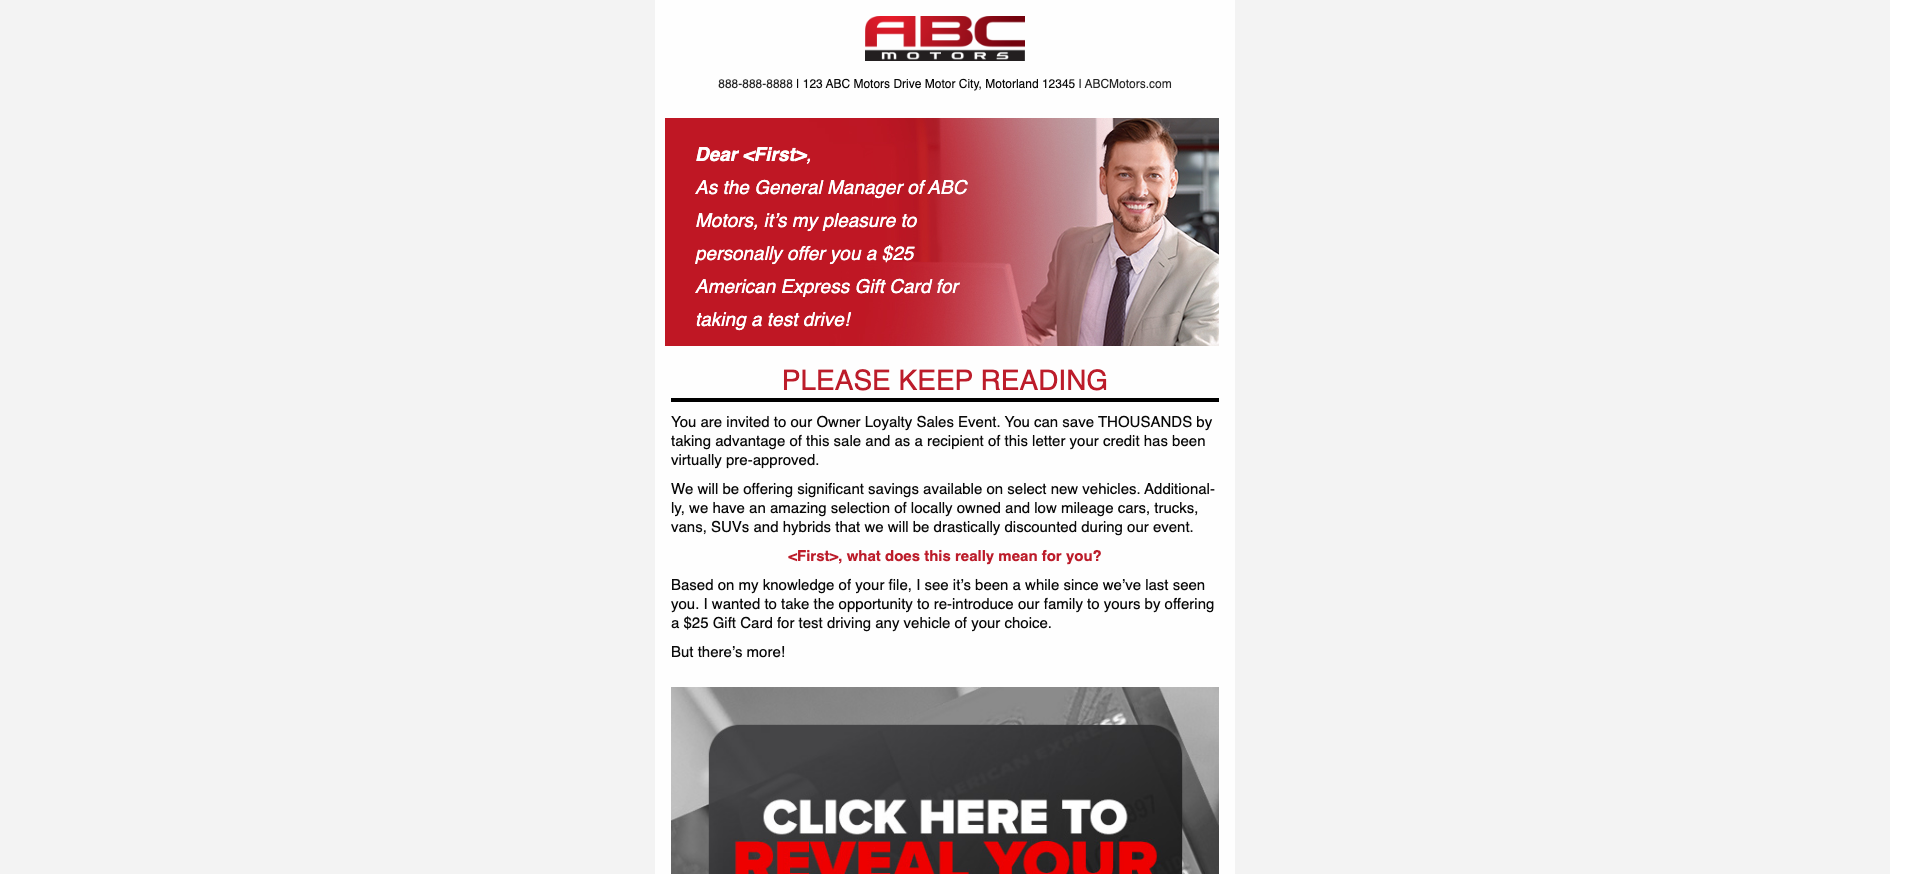 ABC
MOTORS
888-888-8888 | 123 ABC Motors Drive Motor City, Motorland 12345 | ABCMotors.com
Dear <First>,
As the General Manager of ABC
Motors, it's my pleasure to
personally offer you a $25
American Express Gift Card for
taking a test drive!
PLEASE KEEP READING
You are invited to our Owner Loyalty Sales Event. You can save THOUSANDS by
taking advantage of this sale and as a recipient of this letter your credit has been
virtually pre-approved.
We will be offering significant savings available on select new vehicles. Additional-
ly, we have an amazing selection of locally owned and low mileage cars, trucks,
vans, SUVs and hybrids that we will be drastically discounted during our event.
<First>, what does this really mean for you?
Based on my knowledge of your file, I see it's been a while since we've last seen
you. I wanted to take the opportunity to re-introduce our family to yours by offering
a $25 Gift Card for test driving any vehicle of your choice.
But there's more!
AMERICAN EXPRESS
CLICK HERE TO
REVEAL YOUR